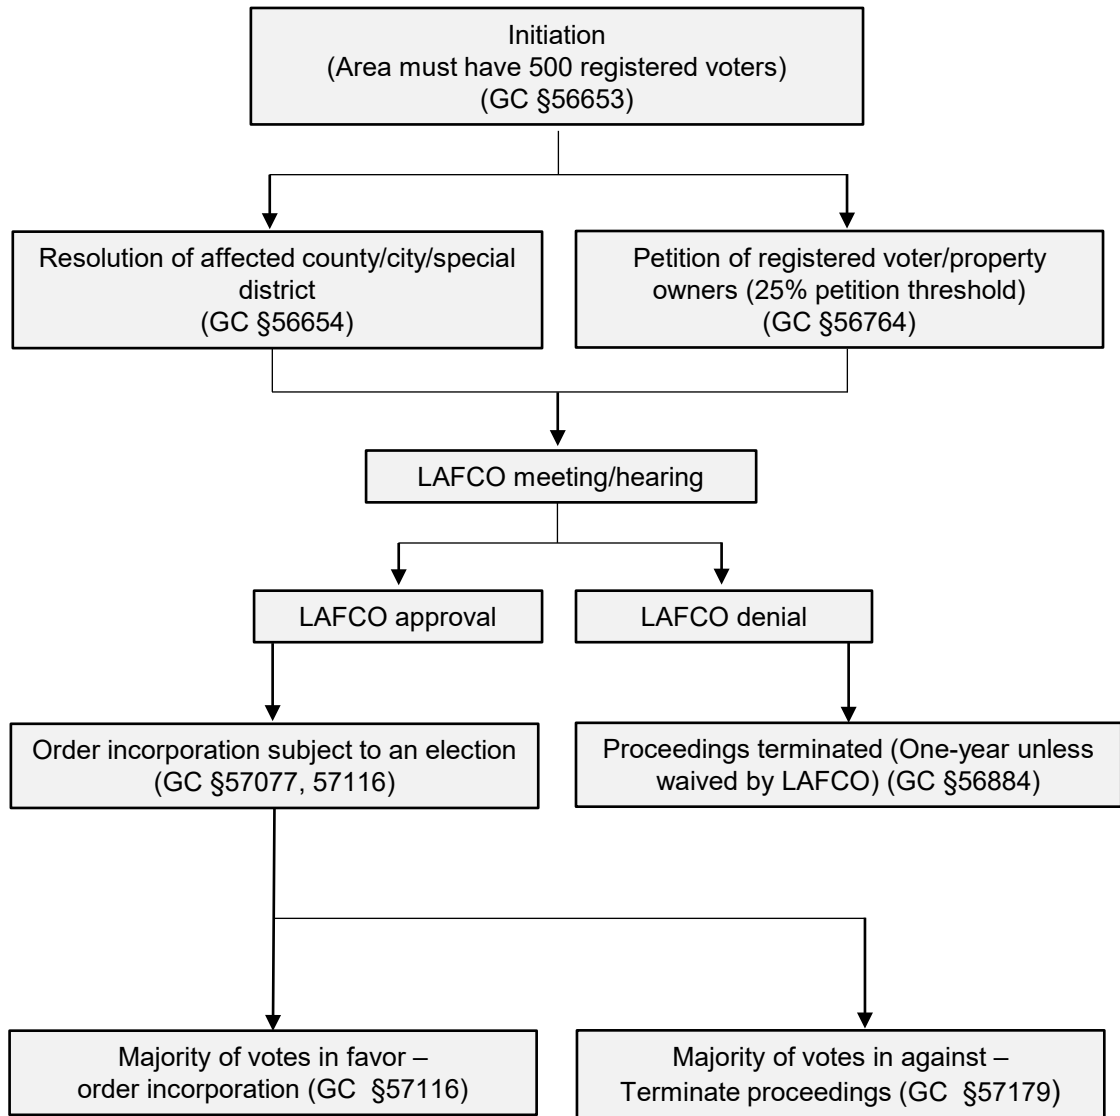 Initiation
(Area must have 500 registered voters)
(GC §56653)
Resolution of affected county/city/special
district
(GC §56654)
Petition of registered voter/property
owners (25% petition threshold)
(GC §56764)
LAFCO meeting/hearing
LAFCO approval
LAFCO denial
Order incorporation subject to an election
(GC §57077, 57116)
Proceedings terminated (One-year unless
waived by LAFCO) (GC §56884)
Majority of votes in favor –
order incorporation (GC §57116)
Majority of votes in against –
Terminate proceedings (GC §57179)